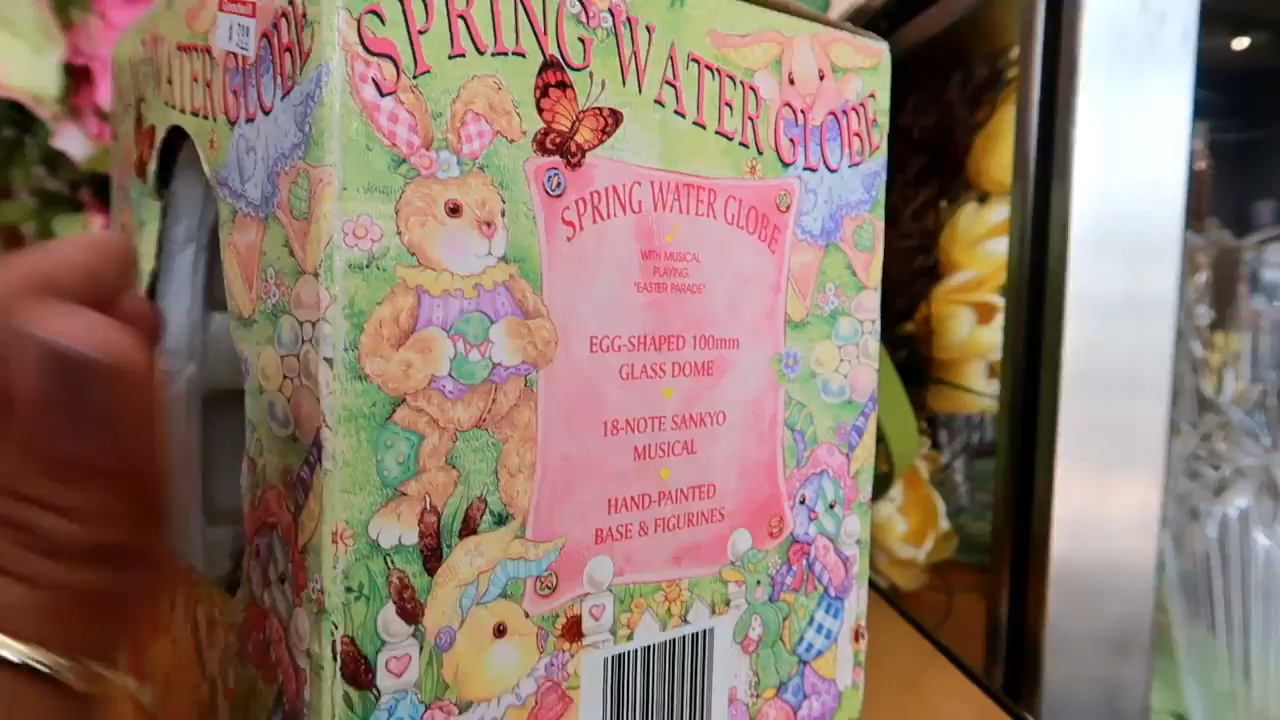 SPRING WATER GLOBE
WATER GLOBE
SPRING WATER GLOBE
WITH MUSICAL
PLAYING
"EASTER PARADE"
EGG-SHAPED 100mm
GLASS DOME
18-NOTE SANKYO
MUSICAL
HAND-PAINTED
BASE & FIGURINES